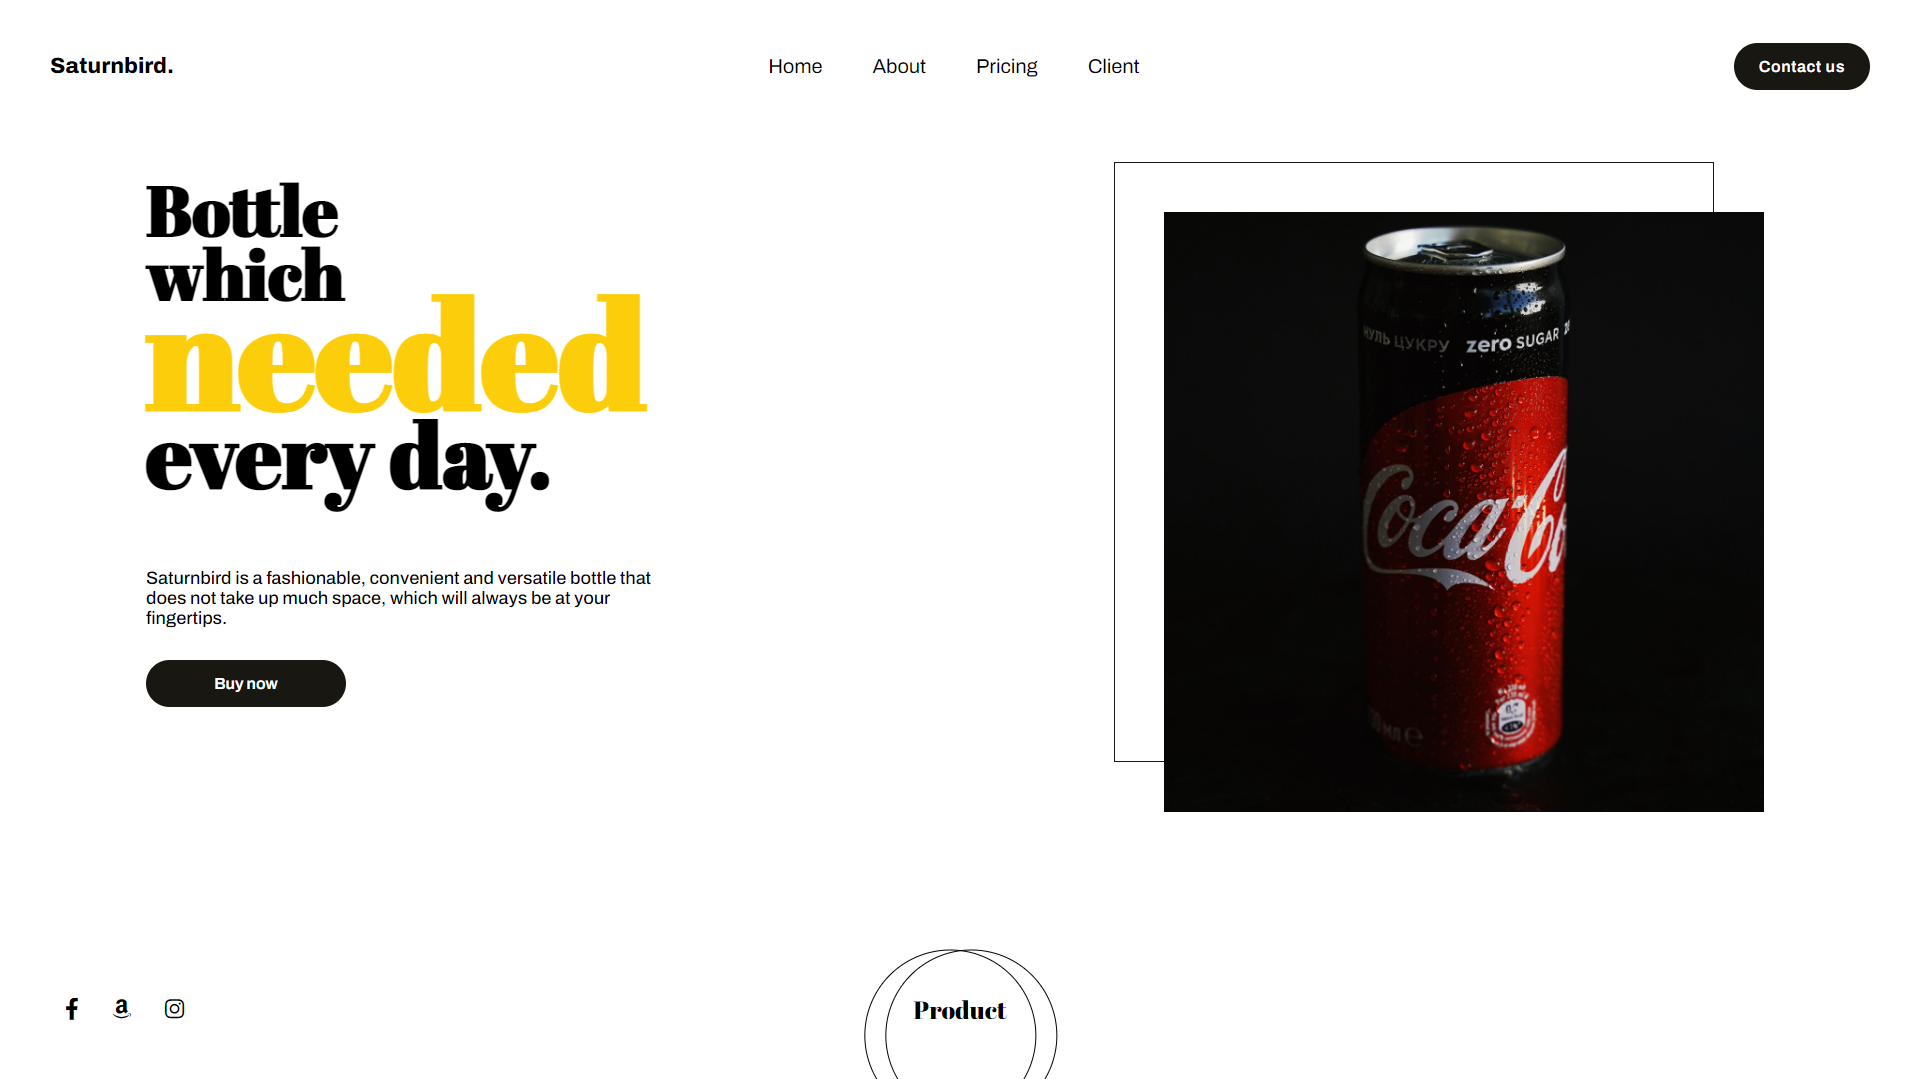 Saturnbird.
Home About Pricing Client
Contact us
Bottle
which
needed
every day.
Saturnbird is a fashionable, convenient and versatile bottle that
does not take up much space, which will always be at your
fingertips.
Buy now
НУЛЬ ЦУКРУ zero SUGAR
Coca Co
Product